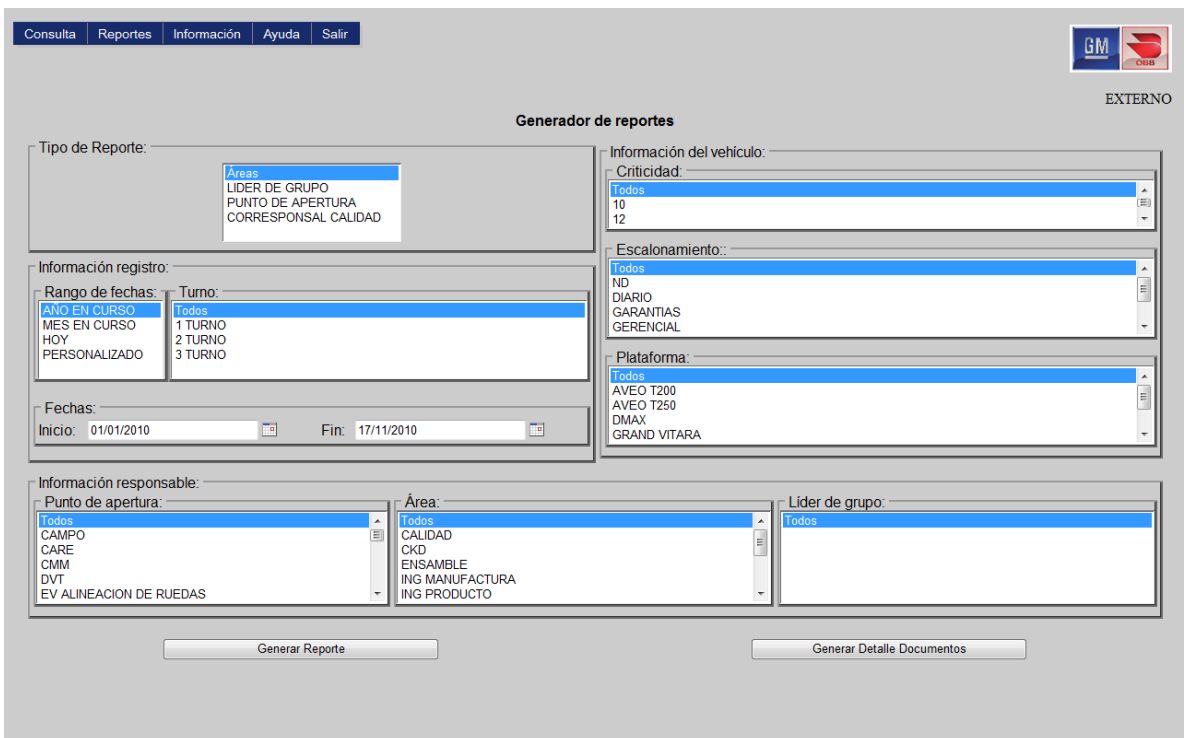 Consulta Reportes Información Ayuda Salir
GM
OBB
EXTERNO
Generador de reportes
Tipo de Reporte:
Áreas
LIDER DE GRUPO
PUNTO DE APERTURA
CORRESPONSAL CALIDAD
Información del vehículo:
Criticidad:
Todos
10
12
Escalonamiento::
Todos
ND
DIARIO
GARANTIAS
GERENCIAL
Plataforma:
Todos
AVEO T200
AVEO T250
DMAX
GRAND VITARA
Información registro:
Rango de fechas:
AÑO EN CURSO
MES EN CURSO
HOY
PERSONALIZADO
Turno:
Todos
1 TURNO
2 TURNO
3 TURNO
Fechas:
Inicio: 01/01/2010 Fin: 17/11/2010
Información responsable:
Punto de apertura:
Todos
CAMPO
CARE
CMM
DVT
EV ALINEACION DE RUEDAS
Área:
Todos
CALIDAD
CKD
ENSAMBLE
ING MANUFACTURA
ING PRODUCTO
Líder de grupo:
Todos
Generar Reporte Generar Detalle Documentos